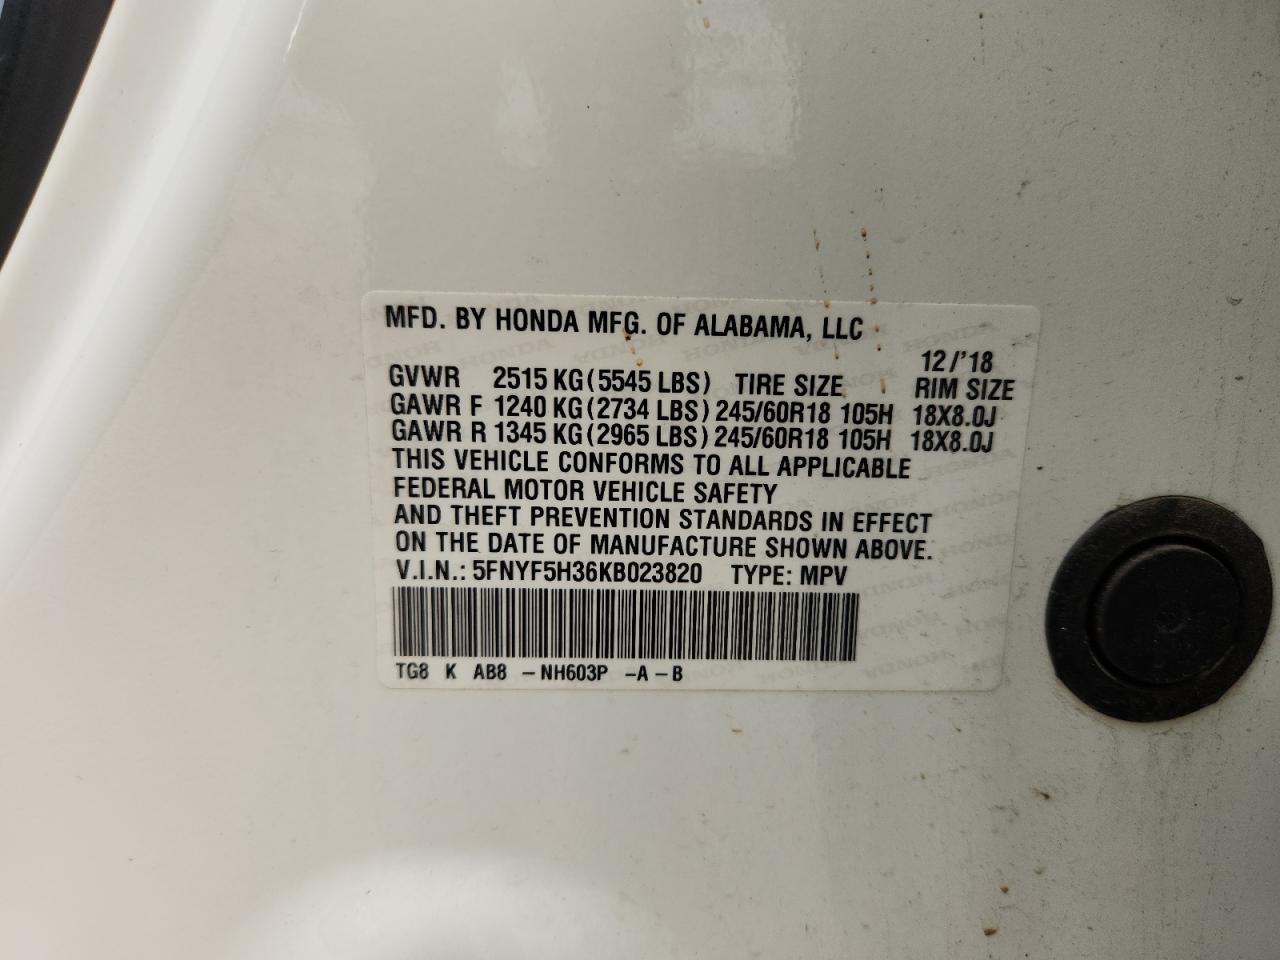 MFD. BY HONDA MFG. OF ALABAMA, LLC
12/'18
GVWR 2515 KG (5545 LBS) TIRE SIZE RIM SIZE
GAWR F 1240 KG (2734 LBS) 245/60R18 105H 18X8.0J
GAWR R 1345 KG (2965 LBS) 245/60R18 105H 18X8.0J
THIS VEHICLE CONFORMS TO ALL APPLICABLE
FEDERAL MOTOR VEHICLE SAFETY
AND THEFT PREVENTION STANDARDS IN EFFECT
ON THE DATE OF MANUFACTURE SHOWN ABOVE.
V.I.N.: 5FNYF5H36KB023820 TYPE: MPV
TG8 K AB8 -NH603P -A-B